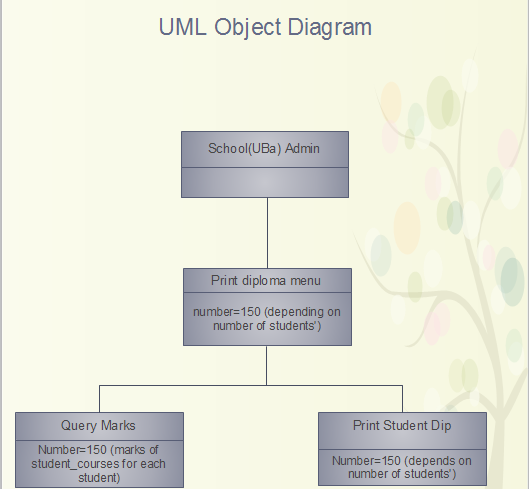 UML Object Diagram
School(UBa) Admin
Print diploma menu
number=150 (depending on
number of students')
Query Marks
Number=150 (marks of
student_courses for each
student)
Print Student Dip
Number=150 (depends on
number of students')